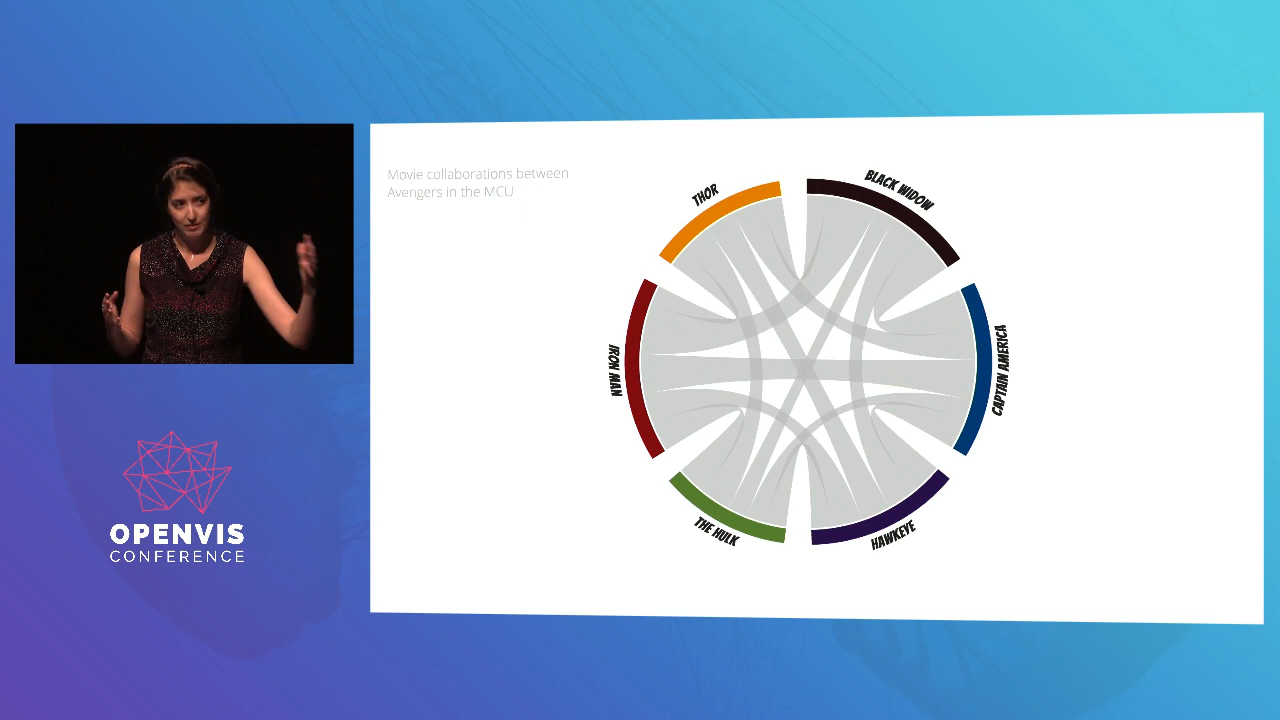 Movie collaborations between
Avengers in the MCU
THOR
BLACK WIDOW
IRON MAN
CAPTAIN AMERICA
THE HULK
HAWKEYE
OPENVIS
CONFERENCE